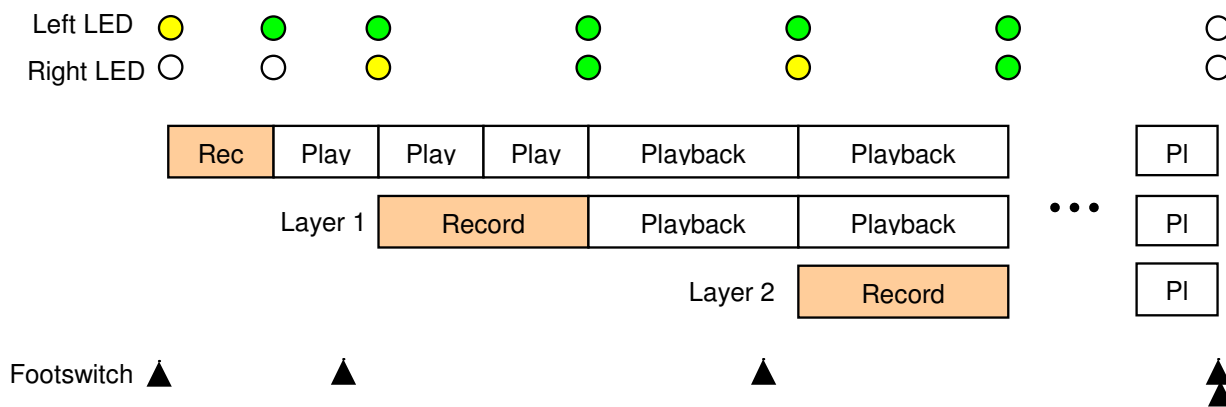 Left LED
Right LED
Rec Play Play Play Playback Playback Pl
Layer 1 Record Playback Playback ••• Pl
Layer 2 Record Pl
Footswitch